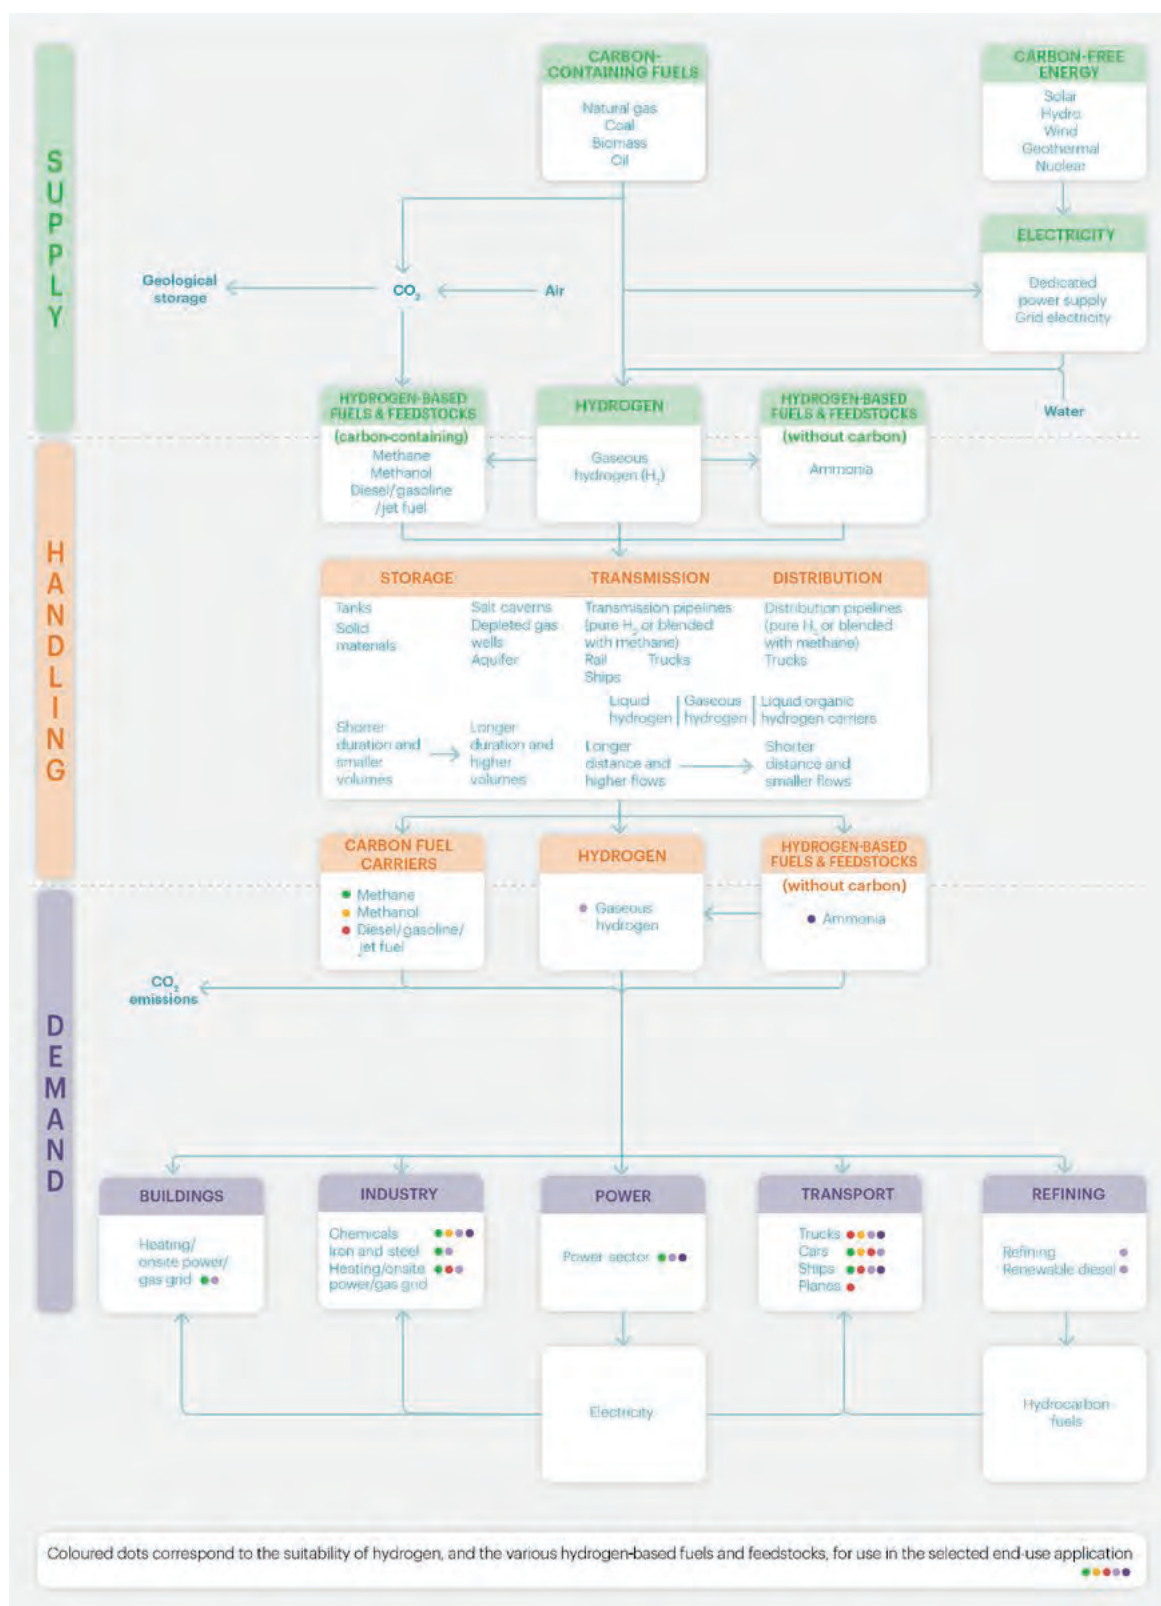 SUPPLY
CARBON-
CONTAINING FUELS
Natural gas
Coal
Biomass
Oil
CARBON-FREE
ENERGY
Solar
Hydro
Wind
Geothermal
Nuclear
ELECTRICITY
Dedicated
power supply
Grid electricity
Geological
storage
CO₂
Air
Water
HYDROGEN-BASED
FUELS & FEEDSTOCKS
(carbon-containing)
Methane
Methanol
Diesel/gasoline
/jet fuel
HYDROGEN
Gaseous
hydrogen (H₂)
HYDROGEN-BASED
FUELS & FEEDSTOCKS
(without carbon)
Ammonia
HANDLING
STORAGE
Tanks
Solid
materials
Salt caverns
Depleted gas
wells
Aquifer
Shorter
duration and
smaller
volumes
Longer
duration and
higher
volumes
TRANSMISSION
Transmission pipelines
(pure H₂ or blended
with methane)
Rail Trucks
Ships
DISTRIBUTION
Distribution pipelines
(pure H₂ or blended
with methane)
Trucks
Liquid
hydrogen
Gaseous
hydrogen
Liquid organic
hydrogen carriers
Longer
distance and
higher flows
Shorter
distance and
smaller flows
CARBON FUEL
CARRIERS
Methane
Methanol
Diesel/gasoline/
jet fuel
HYDROGEN
Gaseous
hydrogen
HYDROGEN-BASED
FUELS & FEEDSTOCKS
(without carbon)
Ammonia
DEMAND
CO₂
emissions
BUILDINGS
Heating/
onsite power/
gas grid
INDUSTRY
Chemicals
Iron and steel
Heating/onsite
power/gas grid
POWER
Power sector
TRANSPORT
Trucks
Cars
Ships
Planes
REFINING
Refining
Renewable diesel
Electricity
Hydrocarbon
fuels
Coloured dots correspond to the suitability of hydrogen, and the various hydrogen-based fuels and feedstocks, for use in the selected end-use application